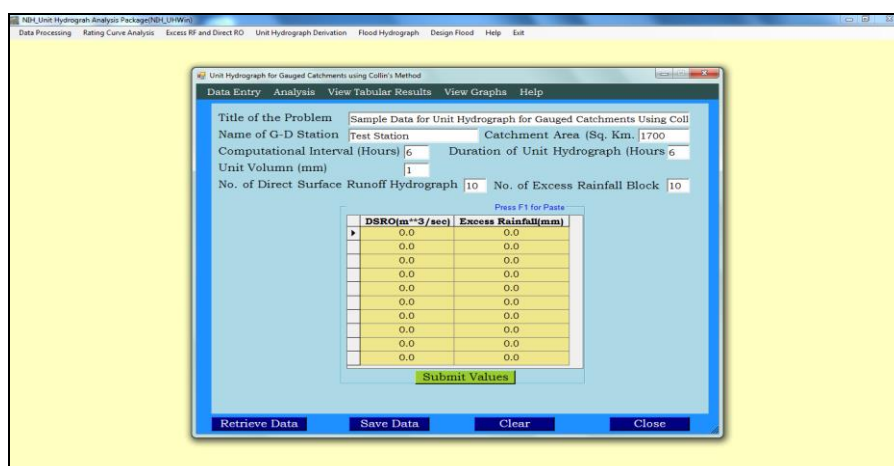 NIH_Unit Hydrograh Analysis Package(NIH_UHWin)
Data Processing Rating Curve Analysis Excess RF and Direct RO Unit Hydrograph Derivation Flood Hydrograph Design Flood Help Exit
Unit Hydrograph for Gauged Catchments using Collin's Method
Data Entry Analysis View Tabular Results View Graphs Help
Title of the Problem Sample Data for Unit Hydrograph for Gauged Catchments Using Coll
Name of G-D Station Test Station Catchment Area (Sq. Km. 1700
Computational Interval (Hours) 6 Duration of Unit Hydrograph (Hours 6
Unit Volumn (mm) 1
No. of Direct Surface Runoff Hydrograph 10 No. of Excess Rainfall Block 10
Press F1 for Paste
DSRO(m**3/sec) Excess Rainfall(mm)
0.0 0.0
0.0 0.0
0.0 0.0
0.0 0.0
0.0 0.0
0.0 0.0
0.0 0.0
0.0 0.0
0.0 0.0
0.0 0.0
Submit Values
Retrieve Data Save Data Clear Close